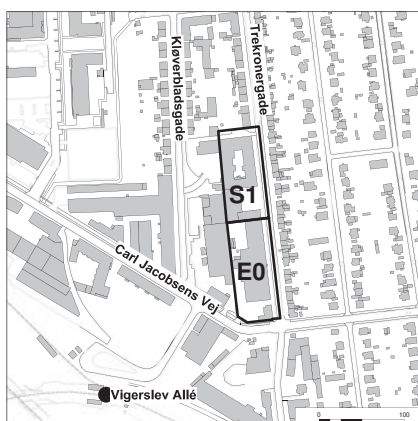 Kløverbladsgade
Trekronergade
S1
E0
Carl Jacobsens Vej
Vigerslev Allé
0 100